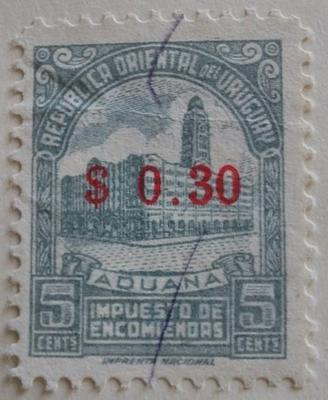 REPUBLICA ORIENTAL DEL URUGUAY
$ 0.30
ADUANA
5 CENTS
IMPUESTO DE
ENCOMIENDAS
5 CENTS
IMPRENTA NACIONAL